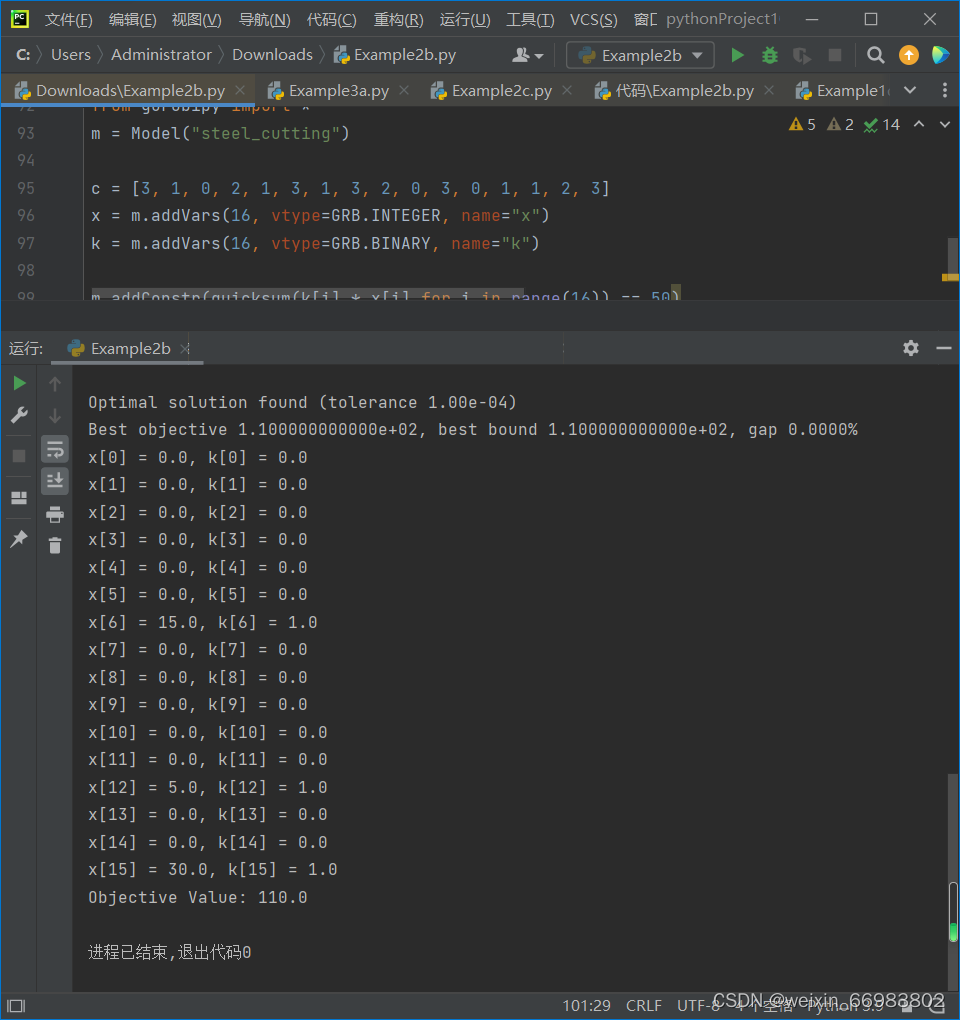 文件(F) 编辑(E) 视图(V) 导航(N) 代码(C) 重构(R) 运行(U) 工具(T) VCS(S) pythonProject1
C: Users Administrator Downloads Example2b.py Example2b
Downloads\Example2b.py Example3a.py Example2c.py 代码\Example2b.py Example1
92 from gurobipy import *
93 m = Model("steel_cutting")
5 2 14
94
95 c = [3, 1, 0, 2, 1, 3, 1, 3, 2, 0, 3, 0, 1, 1, 2, 3]
96 x = m.addVars(16, vtype=GRB.INTEGER, name="x")
97 k = m.addVars(16, vtype=GRB.BINARY, name="k")
98
99 m.addConstr(quicksum(k[i] * x[i] for i in range(16)) == 50)
运行: Example2b
Optimal solution found (tolerance 1.00e-04)
Best objective 1.100000000000e+02, best bound 1.100000000000e+02, gap 0.0000%
x[0] = 0.0, k[0] = 0.0
x[1] = 0.0, k[1] = 0.0
x[2] = 0.0, k[2] = 0.0
x[3] = 0.0, k[3] = 0.0
x[4] = 0.0, k[4] = 0.0
x[5] = 0.0, k[5] = 0.0
x[6] = 15.0, k[6] = 1.0
x[7] = 0.0, k[7] = 0.0
x[8] = 0.0, k[8] = 0.0
x[9] = 0.0, k[9] = 0.0
x[10] = 0.0, k[10] = 0.0
x[11] = 0.0, k[11] = 0.0
x[12] = 5.0, k[12] = 1.0
x[13] = 0.0, k[13] = 0.0
x[14] = 0.0, k[14] = 0.0
x[15] = 30.0, k[15] = 1.0
Objective Value: 110.0
进程已结束,退出代码0
101:29 CRLF UTF-8 4 个空格 Python 3.9
CSDN @weixin_66983802